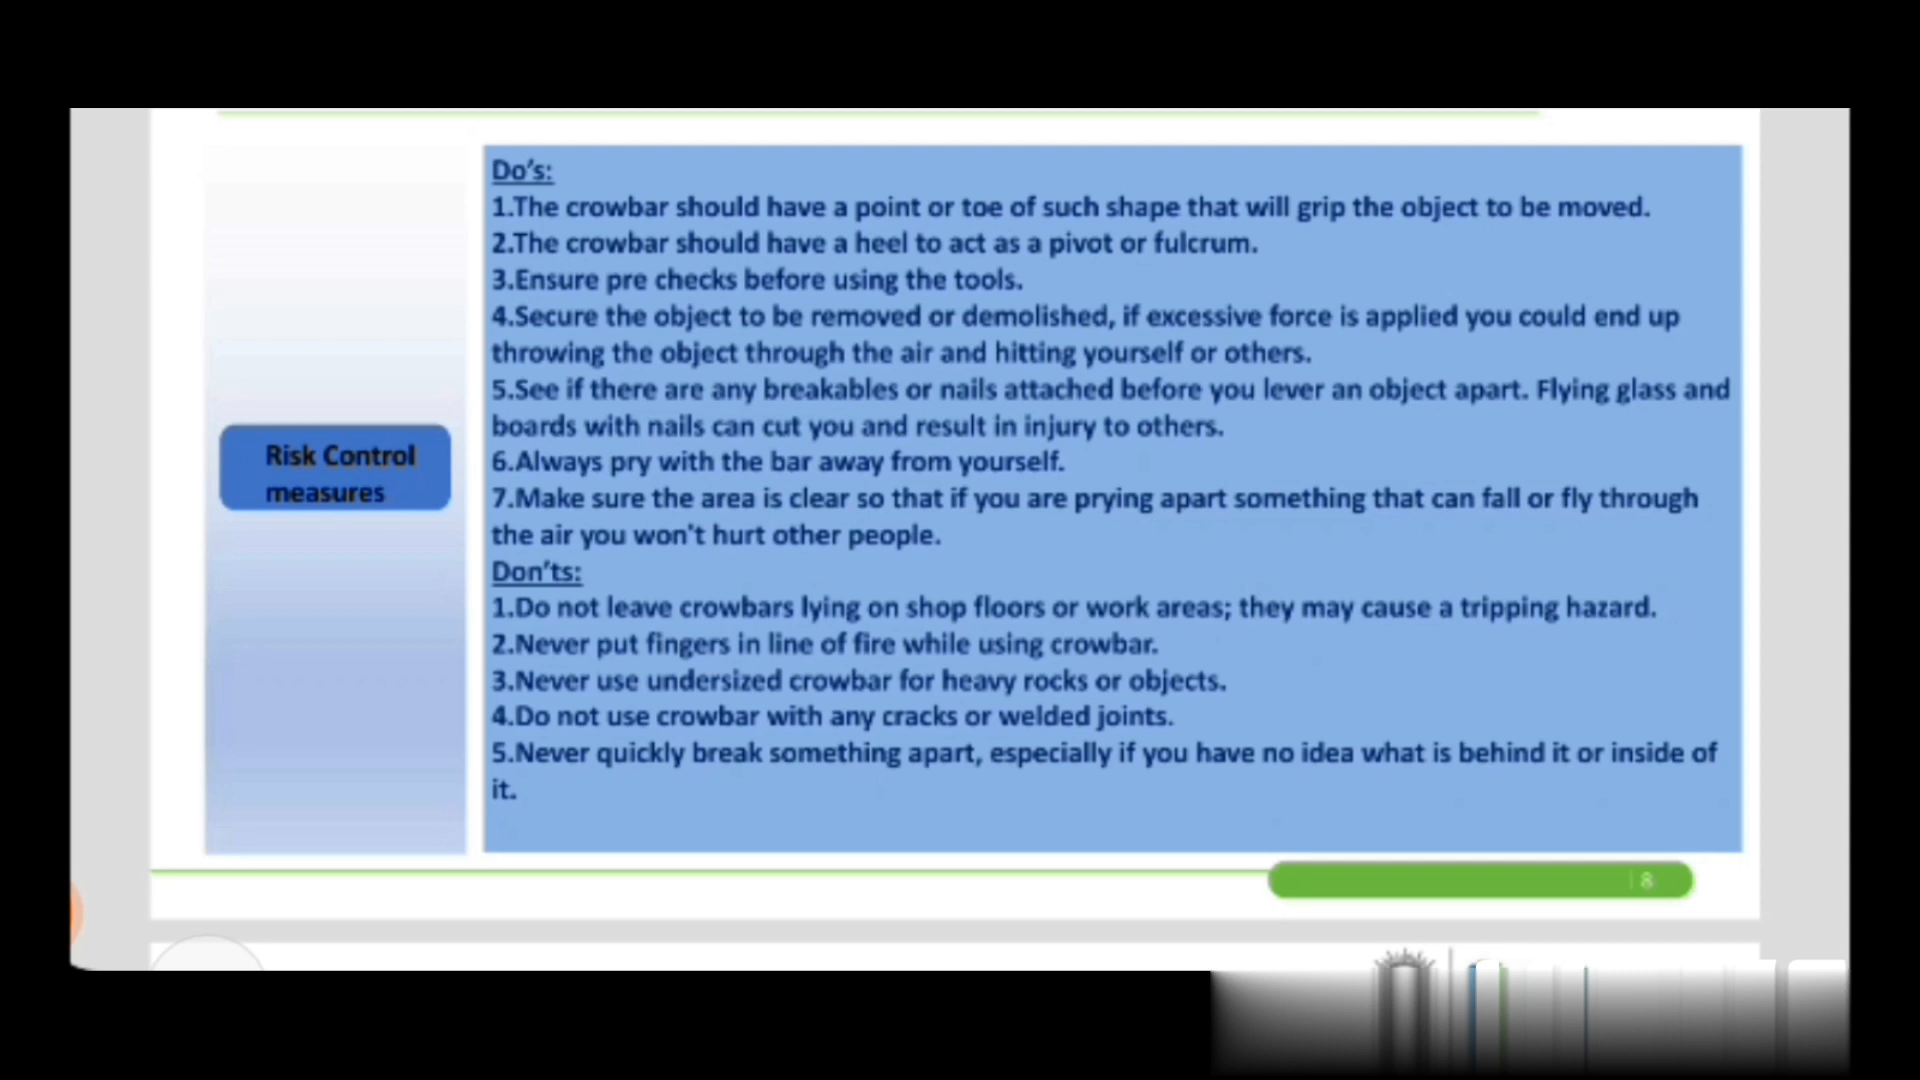 Do's:
1.The crowbar should have a point or toe of such shape that will grip the object to be moved.
2.The crowbar should have a heel to act as a pivot or fulcrum.
3.Ensure pre checks before using the tools.
4.Secure the object to be removed or demolished, if excessive force is applied you could end up
throwing the object through the air and hitting yourself or others.
5.See if there are any breakables or nails attached before you lever an object apart. Flying glass and
boards with nails can cut you and result in injury to others.
6.Always pry with the bar away from yourself.
7.Make sure the area is clear so that if you are prying apart something that can fall or fly through
the air you won't hurt other people.
Don'ts:
1.Do not leave crowbars lying on shop floors or work areas; they may cause a tripping hazard.
2.Never put fingers in line of fire while using crowbar.
3.Never use undersized crowbar for heavy rocks or objects.
4.Do not use crowbar with any cracks or welded joints.
5.Never quickly break something apart, especially if you have no idea what is behind it or inside of
it.
Risk Control
measures
| 8